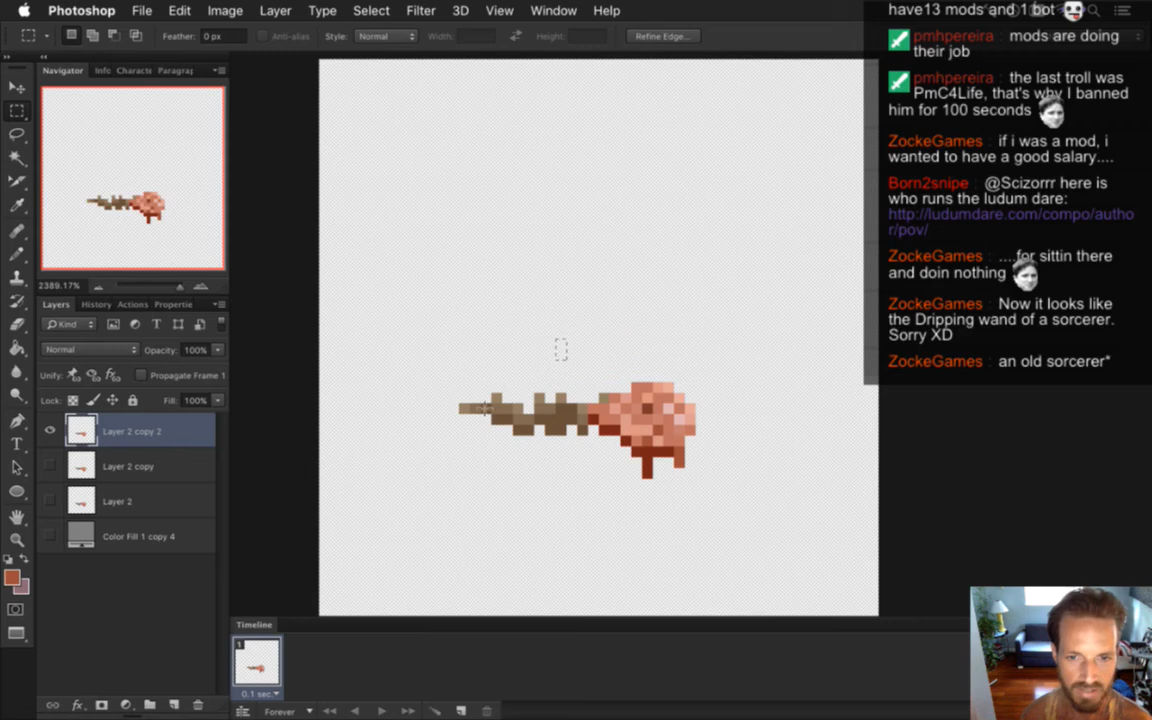 Photoshop File Edit Image Layer Type Select Filter 3D View Window Help
Feather: 0 px Anti-alias Style: Normal Width: Height: Refine Edge...
Navigator Info Characte Paragraj
2389.17%
Layers History Actions Propertie
Kind
Normal Opacity: 100%
Unify: Propagate Frame 1
Lock: Fill: 100%
Layer 2 copy 2
Layer 2 copy
Layer 2
Color Fill 1 copy 4
Timeline
1
0.1 sec.
Forever
have13 mods and 1 bot
pmhpereira : mods are doing
their job
pmhpereira : the last troll was
PmC4Life, that's why I banned
him for 100 seconds
ZockeGames : if i was a mod, i
wanted to have a good salary....
Born2snipe : @Scizorrr here is
who runs the ludum dare:
http://ludumdare.com/compo/autho
r/pov/
ZockeGames : ....for sittin there
and doin nothing
ZockeGames : Now it looks like
the Dripping wand of a sorcerer.
Sorry XD
ZockeGames : an old sorcerer*